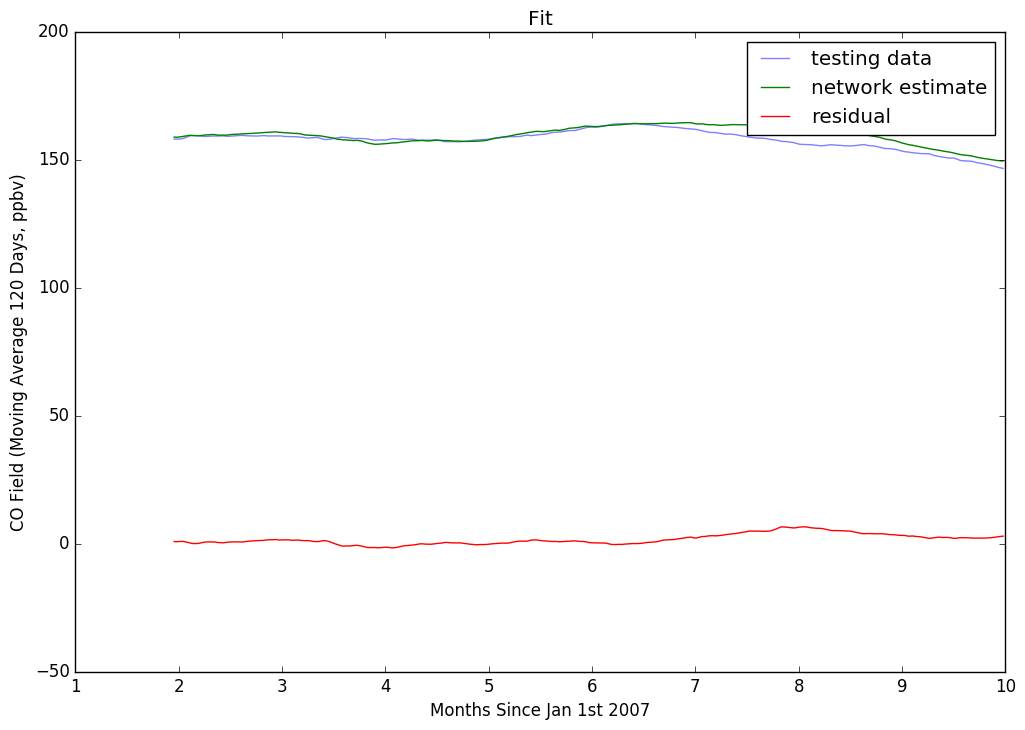 Fit
testing data
network estimate
residual
CO Field (Moving Average 120 Days, ppbv)
200
150
100
50
0
−50
1 2 3 4 5 6 7 8 9 10
Months Since Jan 1st 2007